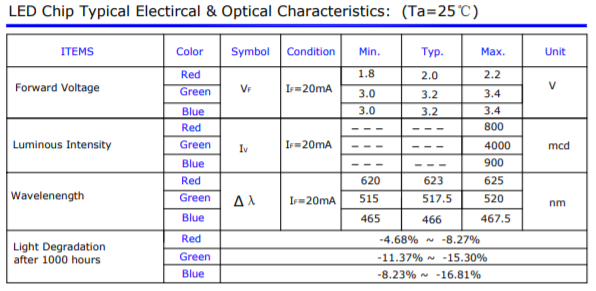 LED Chip Typical Electircal & Optical Characteristics: (Ta=25℃)
ITEMS Color Symbol Condition Min. Typ. Max. Unit
Forward Voltage VF IF=20mA V
Red 1.8 2.0 2.2
Green 3.0 3.2 3.4
Blue 3.0 3.2 3.4
Luminous Intensity IV IF=20mA mcd
Red --- --- 800
Green --- --- 4000
Blue --- --- 900
Wavelenength Δλ IF=20mA nm
Red 620 623 625
Green 515 517.5 520
Blue 465 466 467.5
Light Degradation
after 1000 hours
Red -4.68% ~ -8.27%
Green -11.37% ~ -15.30%
Blue -8.23% ~ -16.81%